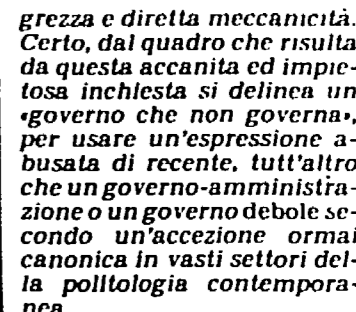 grezza e diretta meccanicità.
Certo, dal quadro che risulta
da questa accanita ed impie-
tosa inchiesta si delinea un
«governo che non governa»,
per usare un'espressione a-
busata di recente, tutt'altro
che un governo-amministra-
zione o un governo debole se-
condo un'accezione ormai
canonica in vasti settori del-
la politologia contempora-
nea